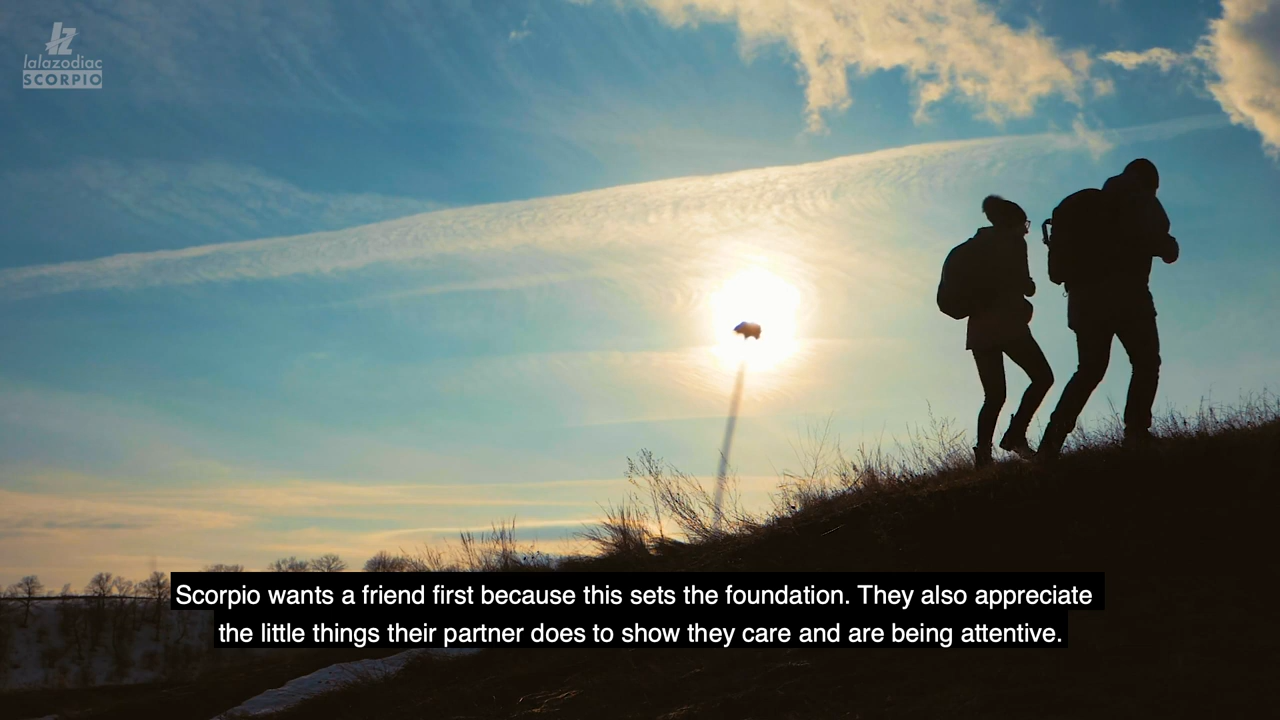 lalazodiac
SCORPIO
Scorpio wants a friend first because this sets the foundation. They also appreciate
the little things their partner does to show they care and are being attentive.